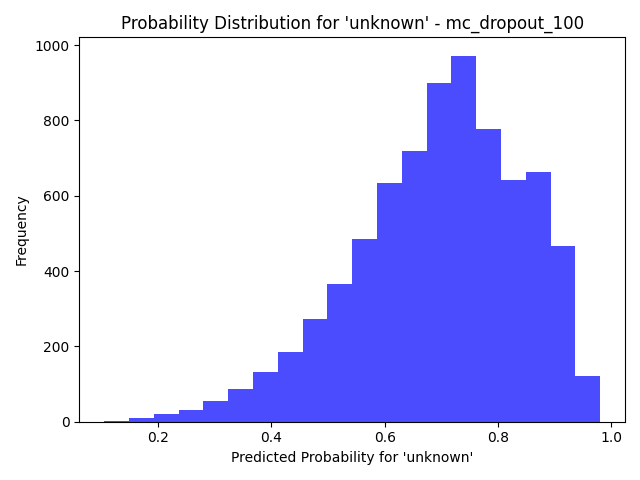 Probability Distribution for 'unknown' - mc_dropout_100
1000
800
600
400
200
0
Frequency
0.2 0.4 0.6 0.8 1.0
Predicted Probability for 'unknown'